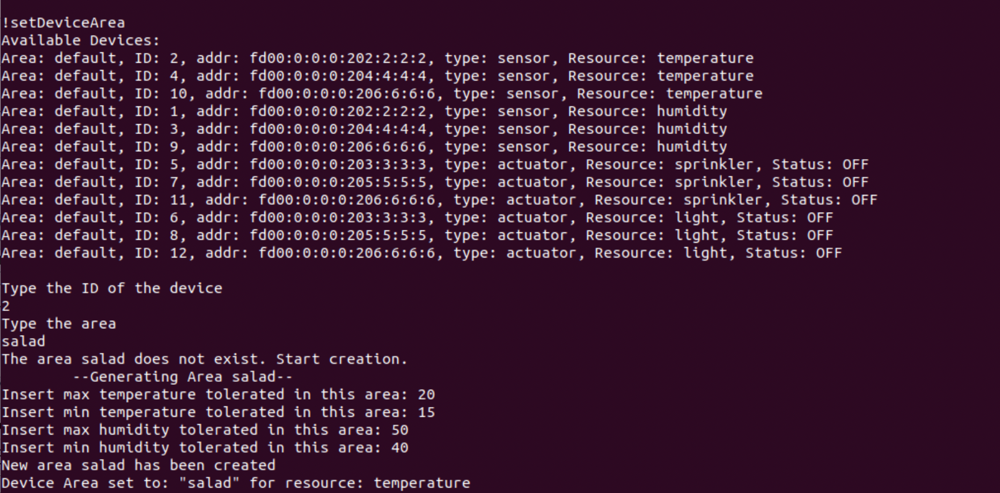 !setDeviceArea
Available Devices:
Area: default, ID: 2, addr: fd00:0:0:0:202:2:2:2, type: sensor, Resource: temperature
Area: default, ID: 4, addr: fd00:0:0:0:204:4:4:4, type: sensor, Resource: temperature
Area: default, ID: 10, addr: fd00:0:0:0:206:6:6:6, type: sensor, Resource: temperature
Area: default, ID: 1, addr: fd00:0:0:0:202:2:2:2, type: sensor, Resource: humidity
Area: default, ID: 3, addr: fd00:0:0:0:204:4:4:4, type: sensor, Resource: humidity
Area: default, ID: 9, addr: fd00:0:0:0:206:6:6:6, type: sensor, Resource: humidity
Area: default, ID: 5, addr: fd00:0:0:0:203:3:3:3, type: actuator, Resource: sprinkler, Status: OFF
Area: default, ID: 7, addr: fd00:0:0:0:205:5:5:5, type: actuator, Resource: sprinkler, Status: OFF
Area: default, ID: 11, addr: fd00:0:0:0:206:6:6:6, type: actuator, Resource: sprinkler, Status: OFF
Area: default, ID: 6, addr: fd00:0:0:0:203:3:3:3, type: actuator, Resource: light, Status: OFF
Area: default, ID: 8, addr: fd00:0:0:0:205:5:5:5, type: actuator, Resource: light, Status: OFF
Area: default, ID: 12, addr: fd00:0:0:0:206:6:6:6, type: actuator, Resource: light, Status: OFF
Type the ID of the device
2
Type the area
salad
The area salad does not exist. Start creation.
--Generating Area salad--
Insert max temperature tolerated in this area: 20
Insert min temperature tolerated in this area: 15
Insert max humidity tolerated in this area: 50
Insert min humidity tolerated in this area: 40
New area salad has been created
Device Area set to: "salad" for resource: temperature